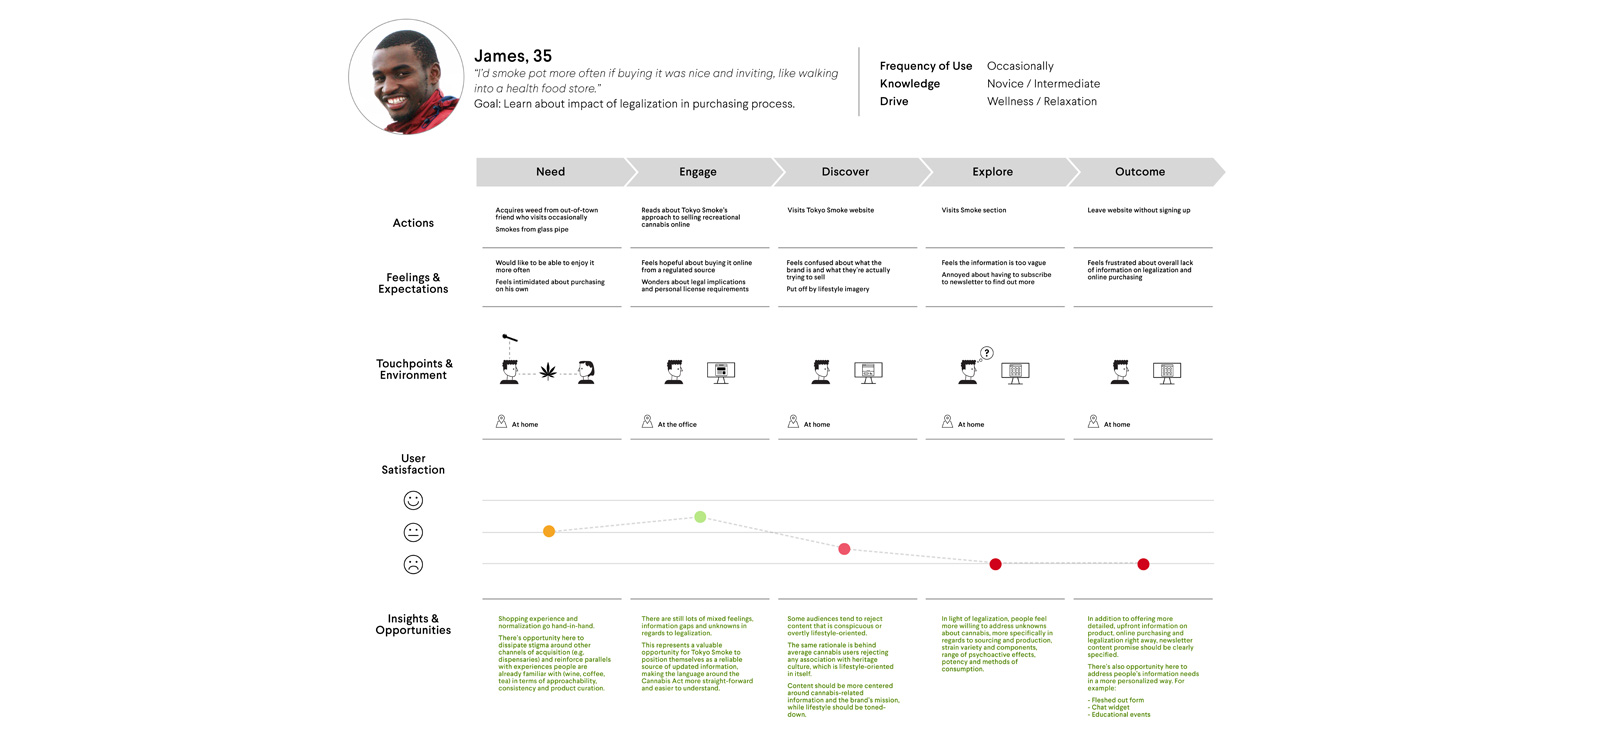 James, 35
“I’d smoke pot more often if buying it was nice and inviting, like walking
into a health food store.”
Goal: Learn about impact of legalization in purchasing process.
Frequency of Use Occasionally
Knowledge Novice / Intermediate
Drive Wellness / Relaxation
Need
Engage
Discover
Explore
Outcome
Actions
Acquires weed from out-of-town
friend who visits occasionally
Smokes from glass pipe
Reads about Tokyo Smoke’s
approach to selling recreational
cannabis online
Visits Tokyo Smoke website
Visits Smoke section
Leave website without signing up
Feelings &
Expectations
Would like to be able to enjoy it
more often
Feels intimidated about purchasing
on his own
Feels hopeful about buying it online
from a regulated source
Wonders about legal implications
and personal license requirements
Feels confused about what the
brand is and what they’re actually
trying to sell
Put off by lifestyle imagery
Feels the information is too vague
Annoyed about having to subscribe
to newsletter to find out more
Feels frustrated about overall lack
of information on legalization and
online purchasing
Touchpoints &
Environment
?
At home
At the office
At home
At home
At home
User
Satisfaction
Insights &
Opportunities
Shopping experience and
normalization go hand-in-hand.
There’s opportunity here to
dissipate stigma around other
channels of acquisition (e.g.
dispensaries) and reinforce parallels
with experiences people are
already familiar with (wine, coffee,
tea) in terms of approachability,
consistency and product curation.
There are still lots of mixed feelings,
information gaps and unknowns in
regards to legalization.
This represents a valuable
opportunity for Tokyo Smoke to
position themselves as a reliable
source of updated information,
making the language around the
Cannabis Act more straight-forward
and easier to understand.
Some audiences tend to reject
content that is conspicuous or
overtly lifestyle-oriented.
The same rationale is behind
average cannabis users rejecting
any association with heritage
culture, which is lifestyle-oriented
in itself.
Content should be more centered
around cannabis-related
information and the brand’s mission,
while lifestyle should be toned-
down.
In light of legalization, people feel
more willing to address unknowns
about cannabis, more specifically in
regards to sourcing and production,
strain variety and components,
range of psychoactive effects,
potency and methods of
consumption.
In addition to offering more
detailed, upfront information on
product, online purchasing and
legalization right away, newsletter
content promise should be clearly
specified.
There’s also opportunity here to
address people’s information needs
in a more personalized way. For
example:
- Fleshed out form
- Chat widget
- Educational events